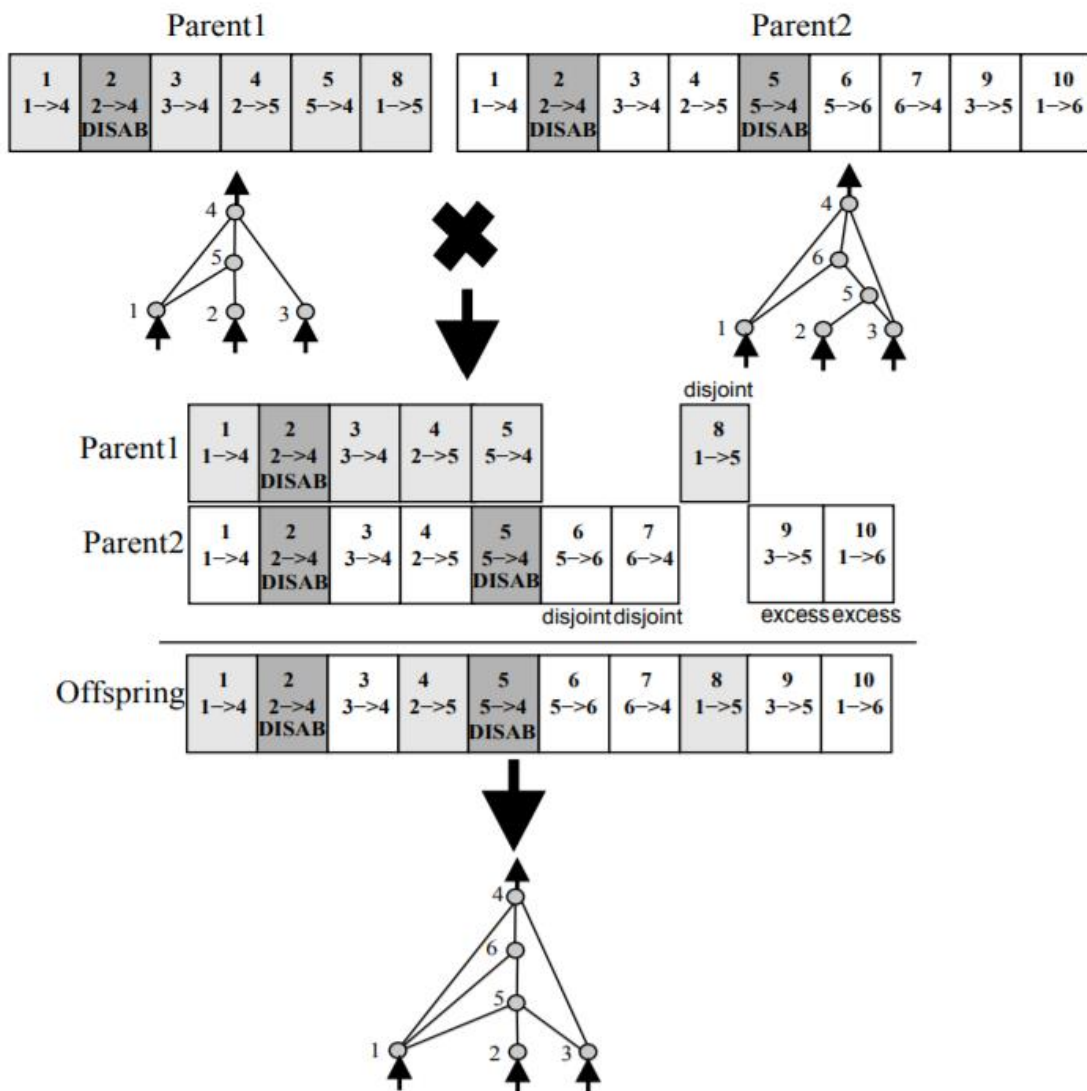 Parent1 Parent2
1 2 3 4 5 8 1 2 3 4 5 6 7 9 10
1->4 2->4 3->4 2->5 5->4 1->5 1->4 2->4 3->4 2->5 5->4 5->6 6->4 3->5 1->6
DISAB DISAB DISAB
4 4
5 6
1 2 3 5
1 2 3
disjoint
Parent1 1 2 3 4 5 8
1->4 2->4 3->4 2->5 5->4 1->5
DISAB
Parent2 1 2 3 4 5 6 7 9 10
1->4 2->4 3->4 2->5 5->4 5->6 6->4 3->5 1->6
DISAB DISAB
disjoint disjoint excess excess
Offspring 1 2 3 4 5 6 7 8 9 10
1->4 2->4 3->4 2->5 5->4 5->6 6->4 1->5 3->5 1->6
DISAB DISAB
4
6
5
1 2 3